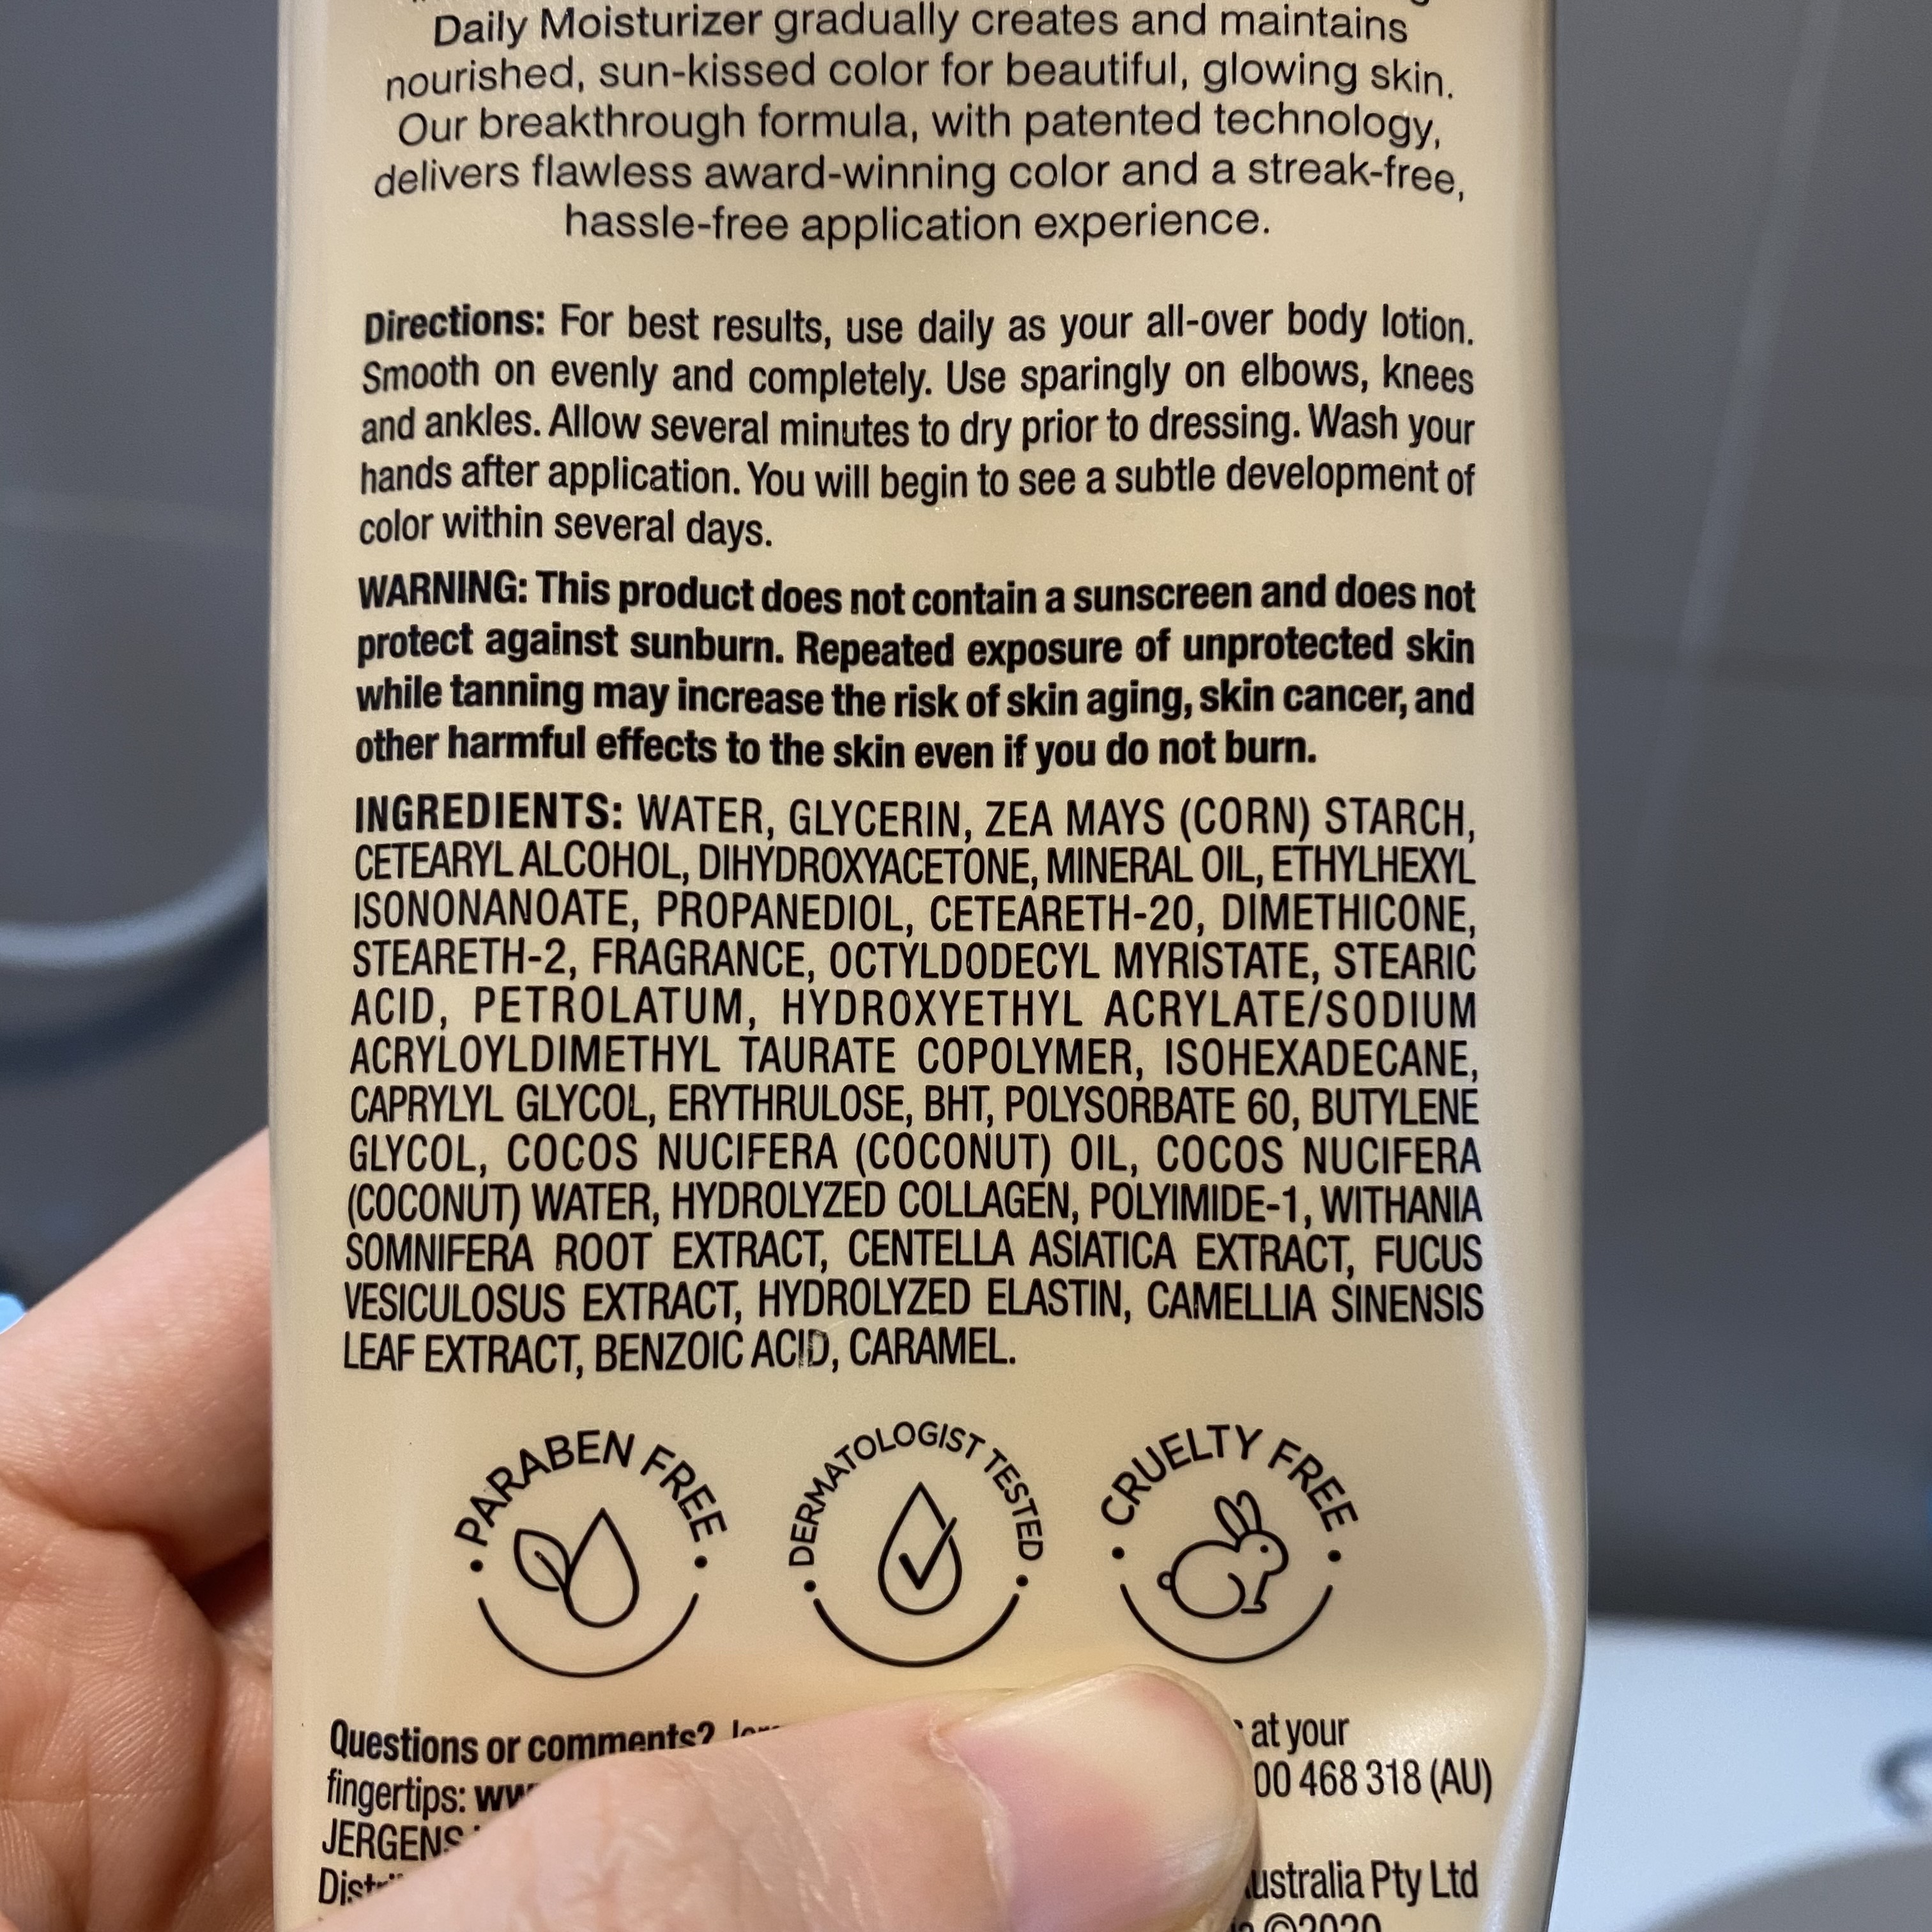 Daily Moisturizer gradually creates and maintains
nourished, sun-kissed color for beautiful, glowing skin.
Our breakthrough formula, with patented technology,
delivers flawless award-winning color and a streak-free,
hassle-free application experience.
Directions: For best results, use daily as your all-over body lotion.
Smooth on evenly and completely. Use sparingly on elbows, knees
and ankles. Allow several minutes to dry prior to dressing. Wash your
hands after application. You will begin to see a subtle development of
color within several days.
WARNING: This product does not contain a sunscreen and does not
protect against sunburn. Repeated exposure of unprotected skin
while tanning may increase the risk of skin aging, skin cancer, and
other harmful effects to the skin even if you do not burn.
INGREDIENTS: WATER, GLYCERIN, ZEA MAYS (CORN) STARCH,
CETEARYL ALCOHOL, DIHYDROXYACETONE, MINERAL OIL, ETHYLHEXYL
ISONONANOATE, PROPANEDIOL, CETEARETH-20, DIMETHICONE,
STEARETH-2, FRAGRANCE, OCTYLDODECYL MYRISTATE, STEARIC
ACID, PETROLATUM, HYDROXYETHYL ACRYLATE/SODIUM
ACRYLOYLDIMETHYL TAURATE COPOLYMER, ISOHEXADECANE,
CAPRYLYL GLYCOL, ERYTHRULOSE, BHT, POLYSORBATE 60, BUTYLENE
GLYCOL, COCOS NUCIFERA (COCONUT) OIL, COCOS NUCIFERA
(COCONUT) WATER, HYDROLYZED COLLAGEN, POLYIMIDE-1, WITHANIA
SOMNIFERA ROOT EXTRACT, CENTELLA ASIATICA EXTRACT, FUCUS
VESICULOSUS EXTRACT, HYDROLYZED ELASTIN, CAMELLIA SINENSIS
LEAF EXTRACT, BENZOIC ACID, CARAMEL.
• PARABEN FREE •
• DERMATOLOGIST TESTED •
• CRUELTY FREE •
Questions or comments? at your
fingertips: 00 468 318 (AU)
JERGENS
Pty Ltd
©2020